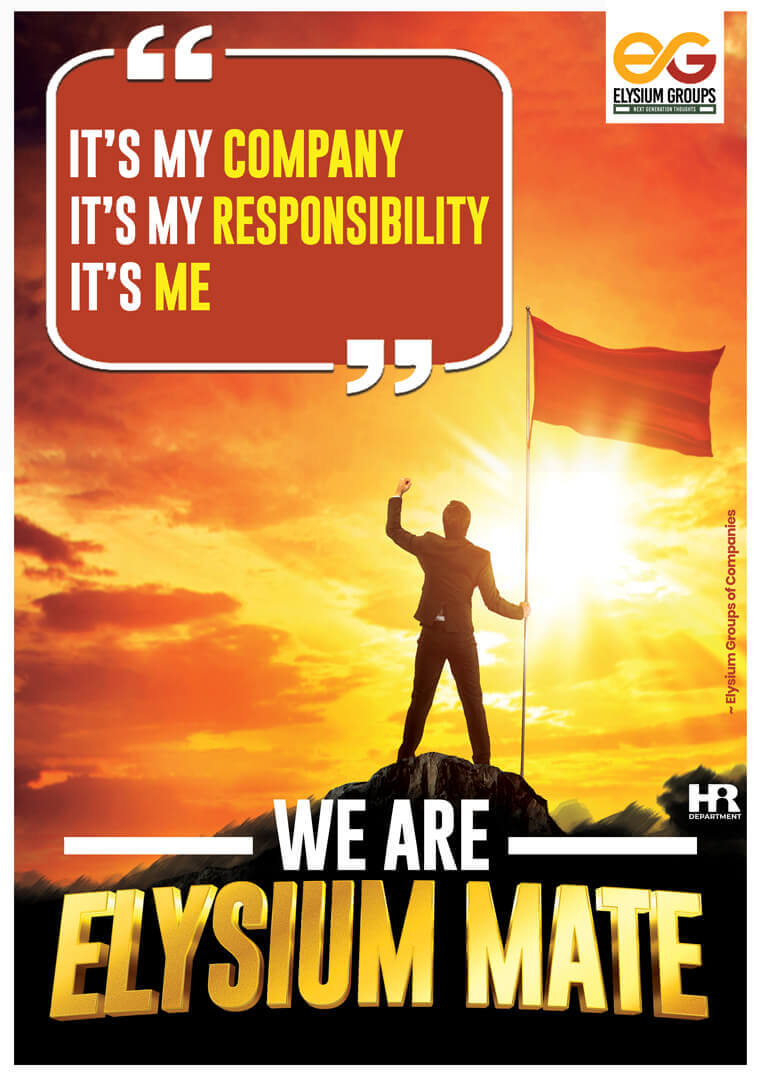 EG
ELYSIUM GROUPS
NEXT GENERATION THOUGHTS
“
IT’S MY COMPANY
IT’S MY RESPONSIBILITY
IT’S ME
”
~ Elysium Groups of Companies
HR
DEPARTMENT
WE ARE
ELYSIUM MATE